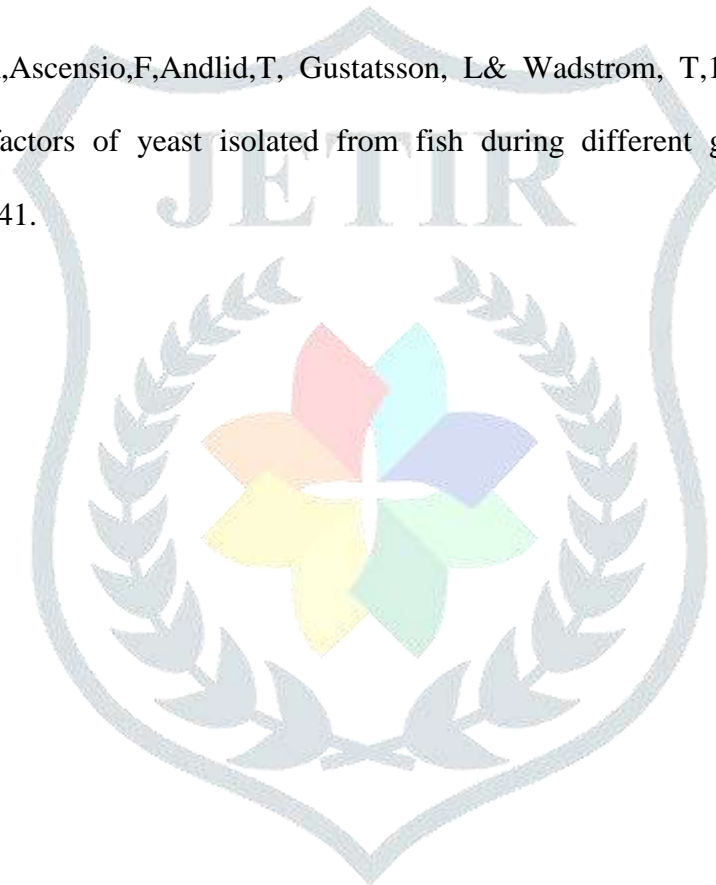 ,Ascensio,F,Andlid,T, Gustatsson, L& Wadstrom, T,1
factors of yeast isolated from fish during different g
41.
JETIR